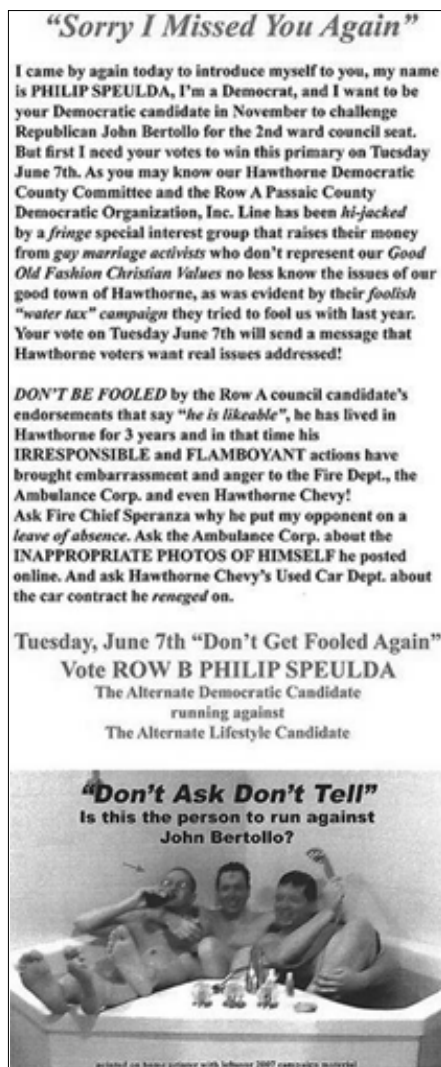 “Sorry I Missed You Again”
I came by again today to introduce myself to you, my name
is PHILIP SPEULDA, I’m a Democrat, and I want to be
your Democratic candidate in November to challenge
Republican John Bertollo for the 2nd ward council seat.
But first I need your votes to win this primary on Tuesday
June 7th. As you may know our Hawthorne Democratic
County Committee and the Row A Passaic County
Democratic Organization, Inc. Line has been hi-jacked
by a fringe special interest group that raises their money
from gay marriage activists who don’t represent our Good
Old Fashion Christian Values no less know the issues of our
good town of Hawthorne, as was evident by their foolish
“water tax” campaign they tried to fool us with last year.
Your vote on Tuesday June 7th will send a message that
Hawthorne voters want real issues addressed!
DON’T BE FOOLED by the Row A council candidate’s
endorsements that say “he is likeable”, he has lived in
Hawthorne for 3 years and in that time his
IRRESPONSIBLE and FLAMBOYANT actions have
brought embarrassment and anger to the Fire Dept., the
Ambulance Corp. and even Hawthorne Chevy!
Ask Fire Chief Speranza why he put my opponent on a
leave of absence. Ask the Ambulance Corp. about the
INAPPROPRIATE PHOTOS OF HIMSELF he posted
online. And ask Hawthorne Chevy’s Used Car Dept. about
the car contract he reneged on.
Tuesday, June 7th “Don’t Get Fooled Again”
Vote ROW B PHILIP SPEULDA
The Alternate Democratic Candidate
running against
The Alternate Lifestyle Candidate
“Don’t Ask Don’t Tell”
Is this the person to run against
John Bertollo?
printed on home printer with leftover 2007 campaign material